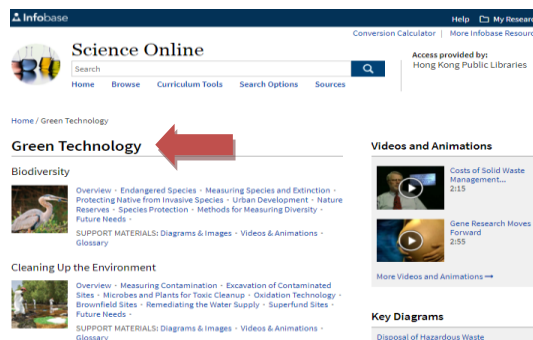 Infobase
Help My Resear
Conversion Calculator | More Infobase Resourc
Science Online
Access provided by:
Hong Kong Public Libraries
Search
Home Browse Curriculum Tools Search Options Sources
Home / Green Technology
Green Technology
Biodiversity
Overview - Endangered Species - Measuring Species and Extinction -
Protecting Native from Invasive Species - Urban Development - Nature
Reserves - Species Protection - Methods for Measuring Diversity -
Future Needs -
SUPPORT MATERIALS: Diagrams & Images - Videos & Animations -
Glossary
Cleaning Up the Environment
Overview - Measuring Contamination - Excavation of Contaminated
Sites - Microbes and Plants for Toxic Cleanup - Oxidation Technology -
Brownfield Sites - Remediating the Water Supply - Superfund Sites -
Future Needs -
SUPPORT MATERIALS: Diagrams & Images - Videos & Animations -
Glossary
Videos and Animations
Costs of Solid Waste
Management...
2:15
Gene Research Moves
Forward
2:55
More Videos and Animations →
Key Diagrams
Disposal of Hazardous Waste